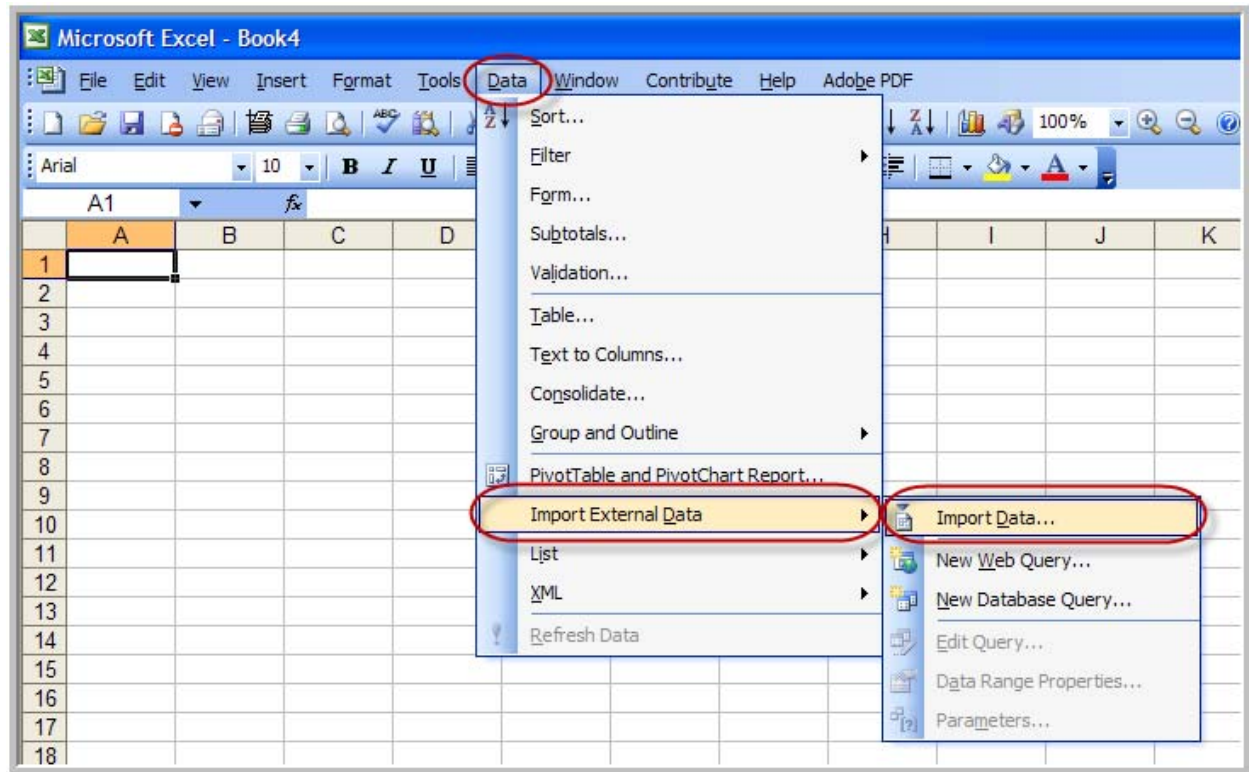 Microsoft Excel - Book4
File Edit View Insert Format Tools Data Window Contribute Help Adobe PDF
ABC 100%
Arial 10 B I U A
A1 fx
A B C D H I J K
1
2
3
4
5
6
7
8
9
10
11
12
13
14
15
16
17
18
Sort...
Filter
Form...
Subtotals...
Validation...
Table...
Text to Columns...
Consolidate...
Group and Outline
PivotTable and PivotChart Report...
Import External Data
List
XML
Refresh Data
Import Data...
New Web Query...
New Database Query...
Edit Query...
Data Range Properties...
Parameters...